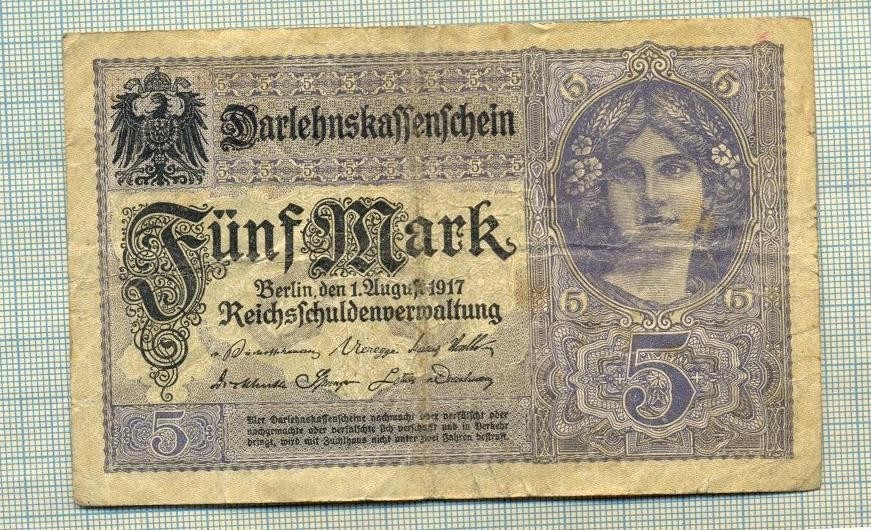 Darlehnskassenschein
5 5
Fünf Mark
Berlin, den 1. August 1917
Reichsschuldenverwaltung
5 5
5
5
Wer Darlehnskassenscheine nachmacht oder verfälscht oder
nachgemachte oder verfälschte sich verschafft und in Verkehr
bringt, wird mit Zuchthaus nicht unter zwei Jahren bestraft.